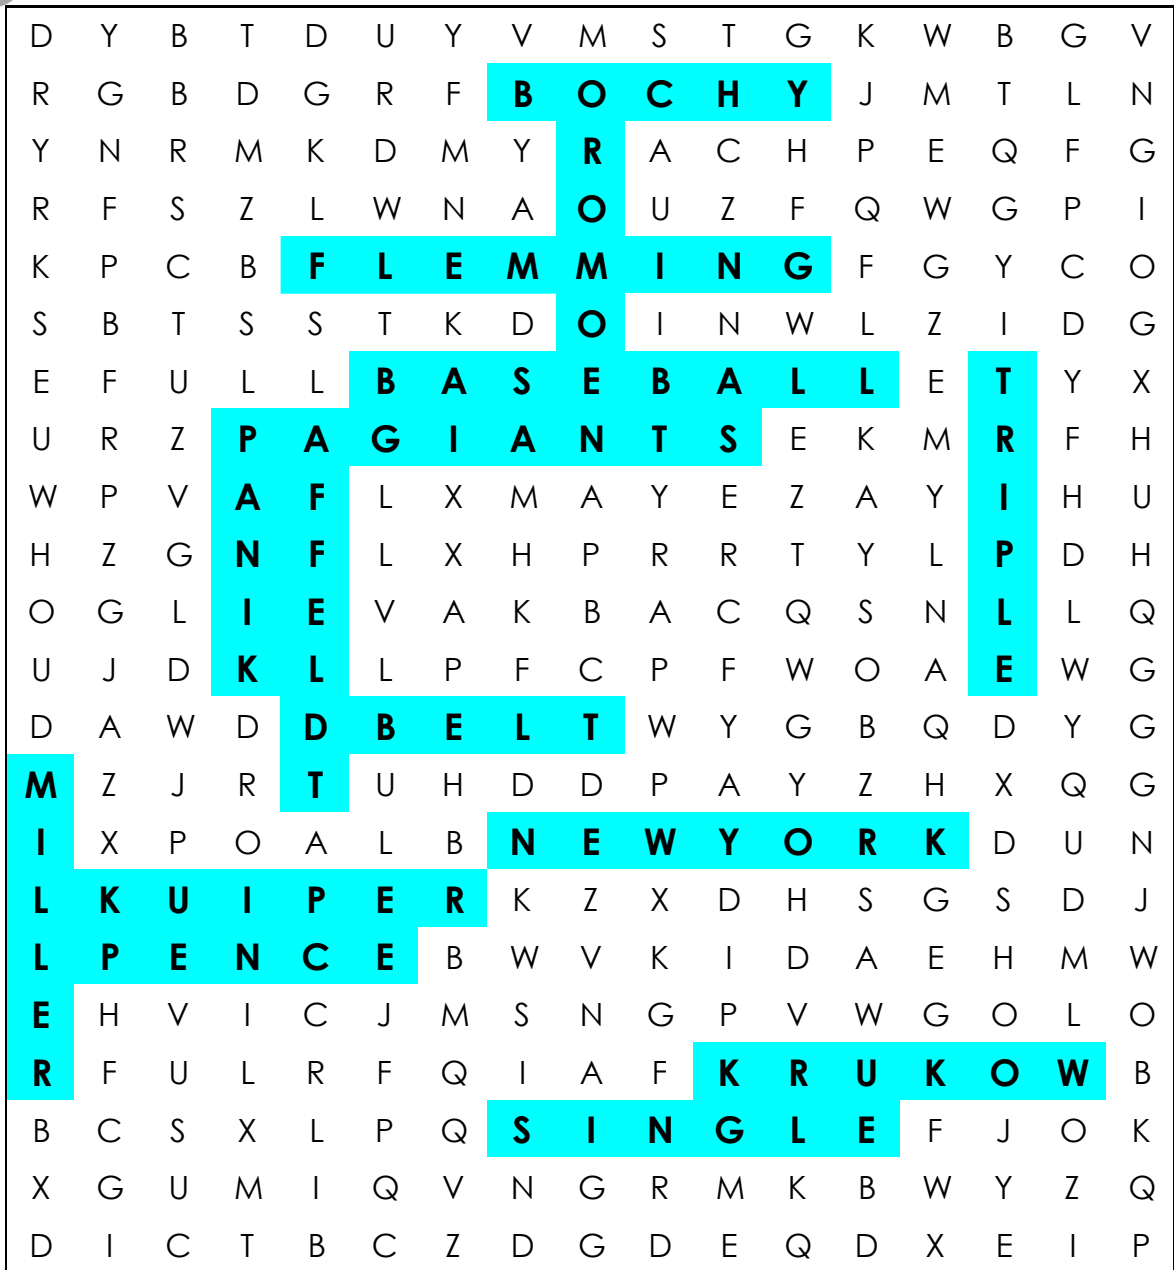 D Y B T D U Y V M S T G K W B G V
R G B D G R F B O C H Y J M T L N
Y N R M K D M Y R A C H P E Q F G
R F S Z L W N A O U Z F Q W G P I
K P C B F L E M M I N G F G Y C O
S B T S S T K D O I N W L Z I D G
E F U L L B A S E B A L L E T Y X
U R Z P A G I A N T S E K M R F H
W P V A F L X M A Y E Z A Y I H U
H Z G N F L X H P R R T Y L P D H
O G L I E V A K B A C Q S N L L Q
U J D K L L P F C P F W O A E W G
D A W D D B E L T W Y G B Q D Y G
M Z J R T U H D D P A Y Z H X Q G
I X P O A L B N E W Y O R K D U N
L K U I P E R K Z X D H S G S D J
L P E N C E B W V K I D A E H M W
E H V I C J M S N G P V W G O L O
R F U L R F Q I A F K R U K O W B
B C S X L P Q S I N G L E F J O K
X G U M I Q V N G R M K B W Y Z Q
D I C T B C Z D G D E Q D X E I P